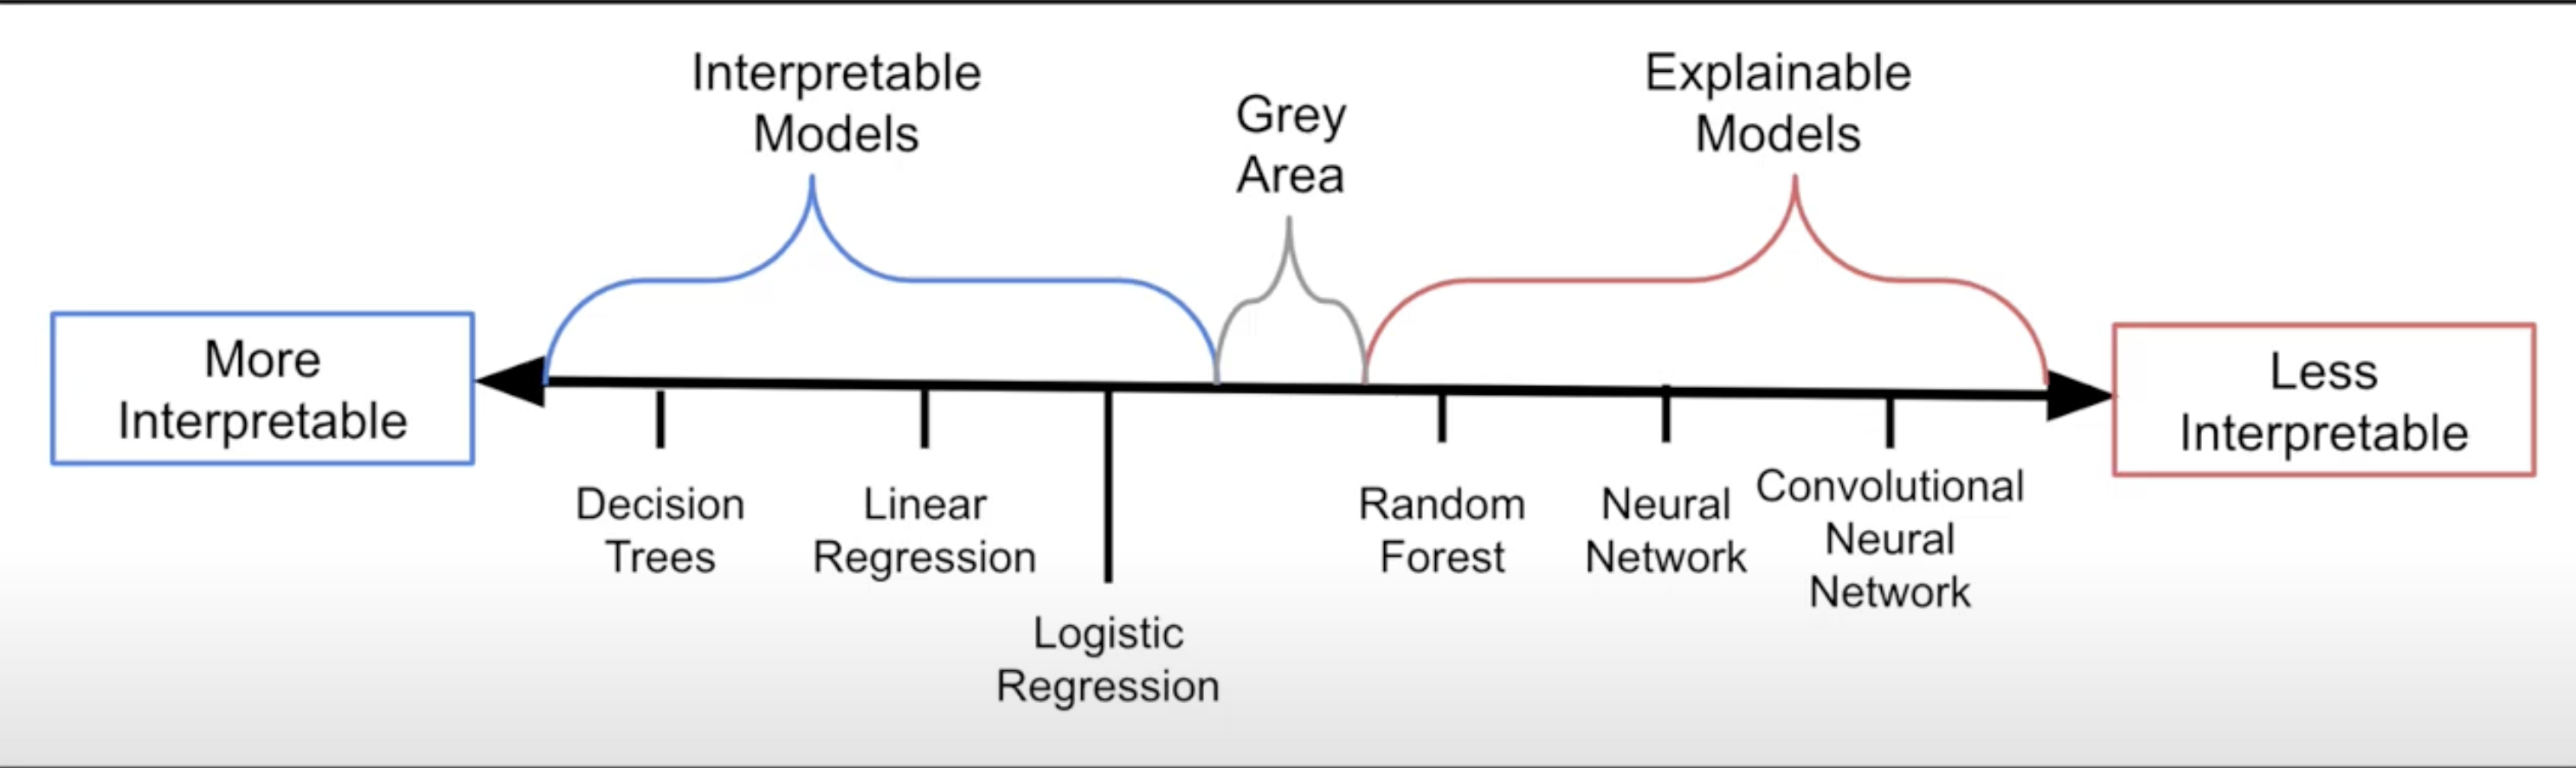 Interpretable
Models
Grey
Area
Explainable
Models
More
Interpretable
Less
Interpretable
Decision
Trees
Linear
Regression
Logistic
Regression
Random
Forest
Neural
Network
Convolutional
Neural
Network